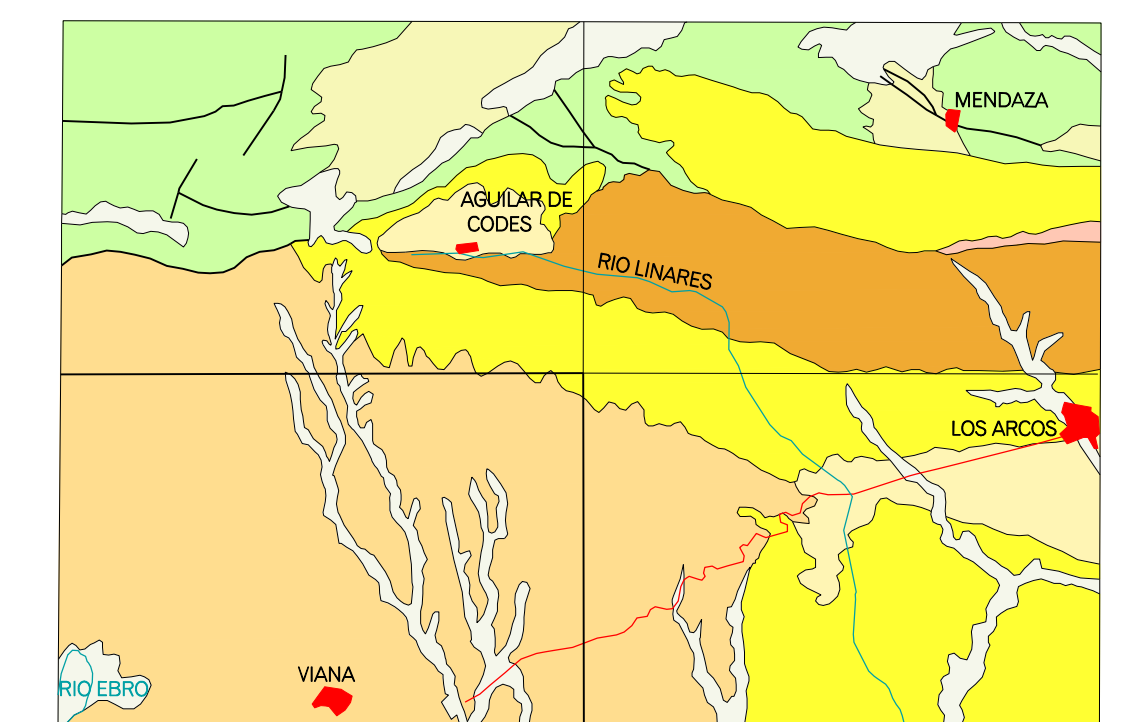 MENDAZA
AGUILAR DE
CODES
RIO LINARES
LOS ARCOS
VIANA
RIO EBRO